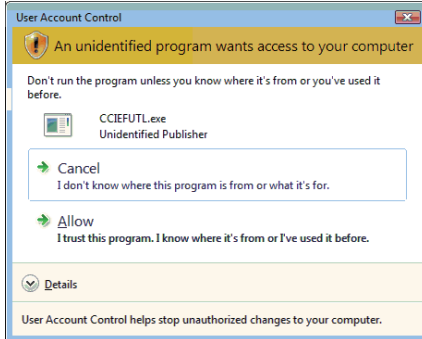 User Account Control
An unidentified program wants access to your computer
Don't run the program unless you know where it's from or you've used it
before.
CCIEFUTL.exe
Unidentified Publisher
Cancel
I don't know where this program is from or what it's for.
Allow
I trust this program. I know where it's from or I've used it before.
Details
User Account Control helps stop unauthorized changes to your computer.